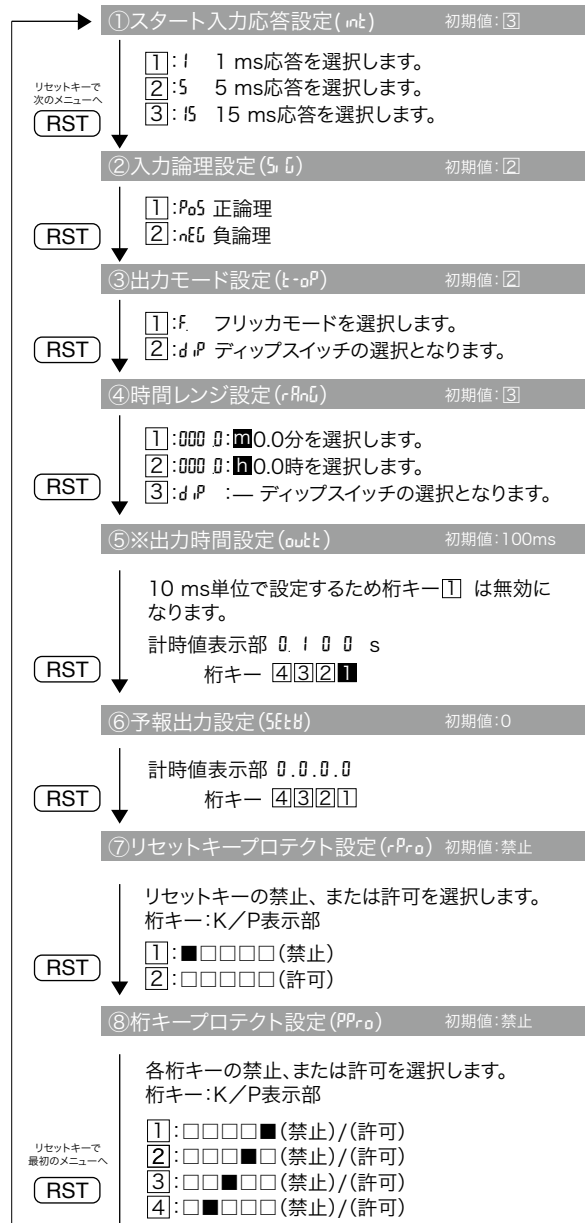 ①スタート入力応答設定(int) 初期値:3
1:1 1 ms応答を選択します。
2:5 5 ms応答を選択します。
3:15 15 ms応答を選択します。
リセットキーで
次のメニューへ
RST
②入力論理設定(SiG) 初期値:2
1:PoS 正論理
2:nEG 負論理
RST
③出力モード設定(t-oP) 初期値:2
1:F. フリッカモードを選択します。
2:diP ディップスイッチの選択となります。
RST
④時間レンジ設定(rAnG) 初期値:3
1:000.0:m0.0分を選択します。
2:000.0:h0.0時を選択します。
3:diP :― ディップスイッチの選択となります。
RST
⑤※出力時間設定(outt) 初期値:100ms
10 ms単位で設定するため桁キー1 は無効に
なります。
計時値表示部 0.100 s
桁キー 4321
RST
⑥予報出力設定(SEtY) 初期値:0
計時値表示部 0.0.0.0
桁キー 4321
RST
⑦リセットキープロテクト設定(rPro) 初期値:禁止
リセットキーの禁止、または許可を選択します。
桁キー:K/P表示部
1:■□□□□(禁止)
2:□□□□□(許可)
RST
⑧桁キープロテクト設定(PPro) 初期値:禁止
各桁キーの禁止、または許可を選択します。
桁キー:K/P表示部
1:□□□□■(禁止)/(許可)
2:□□□■□(禁止)/(許可)
3:□□■□□(禁止)/(許可)
4:□■□□□(禁止)/(許可)
リセットキーで
最初のメニューへ
RST